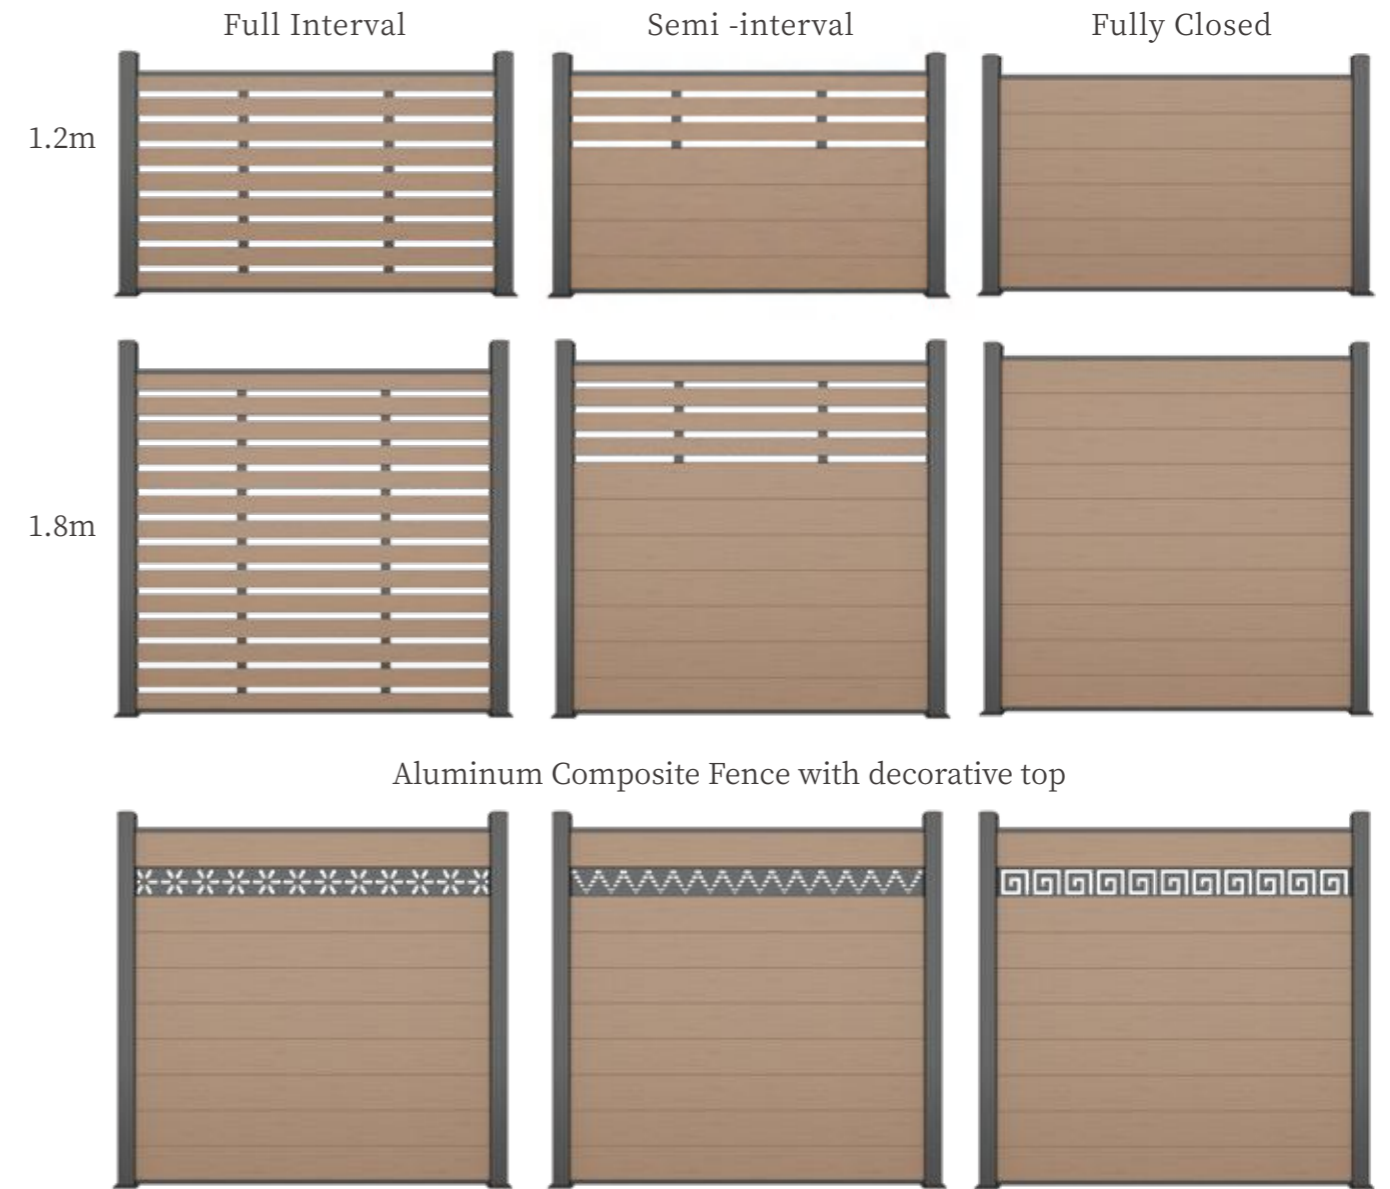 Full Interval
Semi -interval
Fully Closed
1.2m
1.8m
Aluminum Composite Fence with decorative top